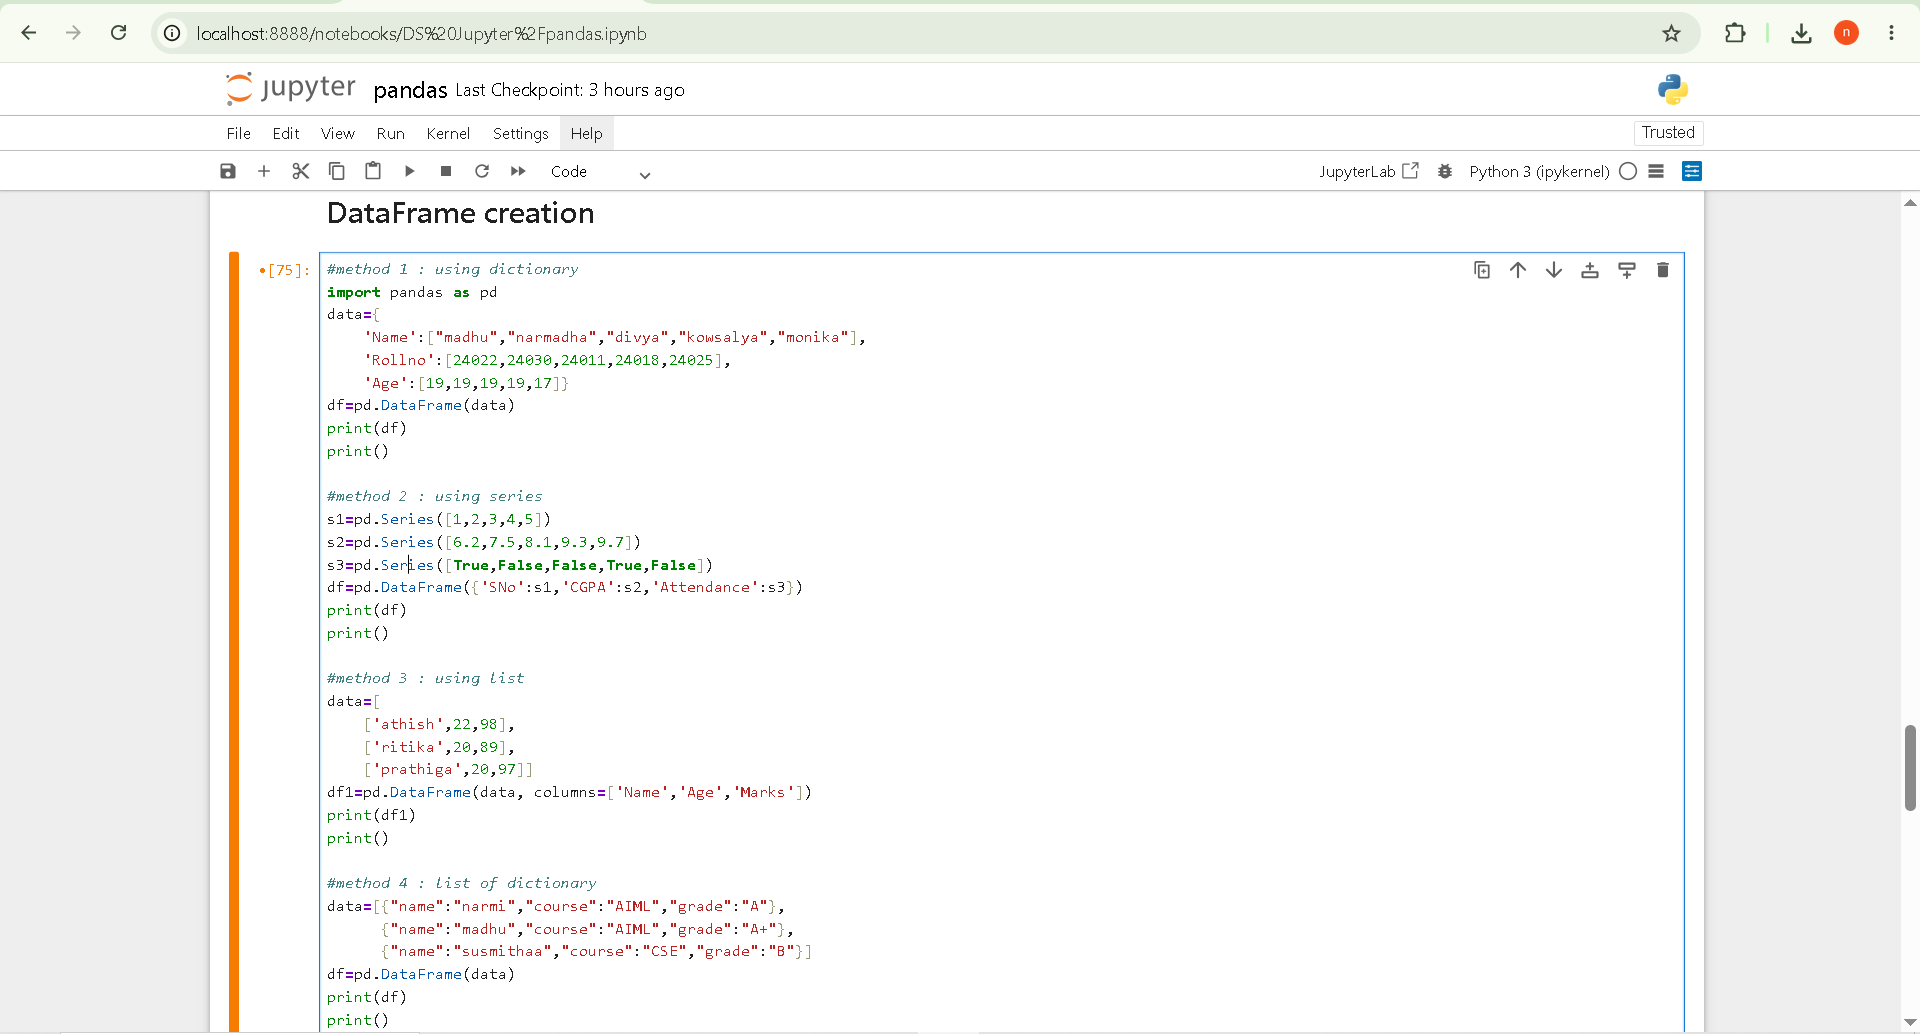 localhost:8888/notebooks/DS%20Jupyter%2Fpandas.ipynb
n
jupyter pandas Last Checkpoint: 3 hours ago
File Edit View Run Kernel Settings Help
Trusted
Code
JupyterLab
Python 3 (ipykernel)
DataFrame creation
•[75]:
#method 1 : using dictionary
import pandas as pd
data={
    'Name':["madhu","narmadha","divya","kowsalya","monika"],
    'Rollno':[24022,24030,24011,24018,24025],
    'Age':[19,19,19,19,17]}
df=pd.DataFrame(data)
print(df)
print()
#method 2 : using series
s1=pd.Series([1,2,3,4,5])
s2=pd.Series([6.2,7.5,8.1,9.3,9.7])
s3=pd.Series([True,False,False,True,False])
df=pd.DataFrame({'SNo':s1,'CGPA':s2,'Attendance':s3})
print(df)
print()
#method 3 : using list
data=[
    ['athish',22,98],
    ['ritika',20,89],
    ['prathiga',20,97]]
df1=pd.DataFrame(data, columns=['Name','Age','Marks'])
print(df1)
print()
#method 4 : list of dictionary
data=[{"name":"narmi","course":"AIML","grade":"A"},
      {"name":"madhu","course":"AIML","grade":"A+"},
      {"name":"susmithaa","course":"CSE","grade":"B"}]
df=pd.DataFrame(data)
print(df)
print()